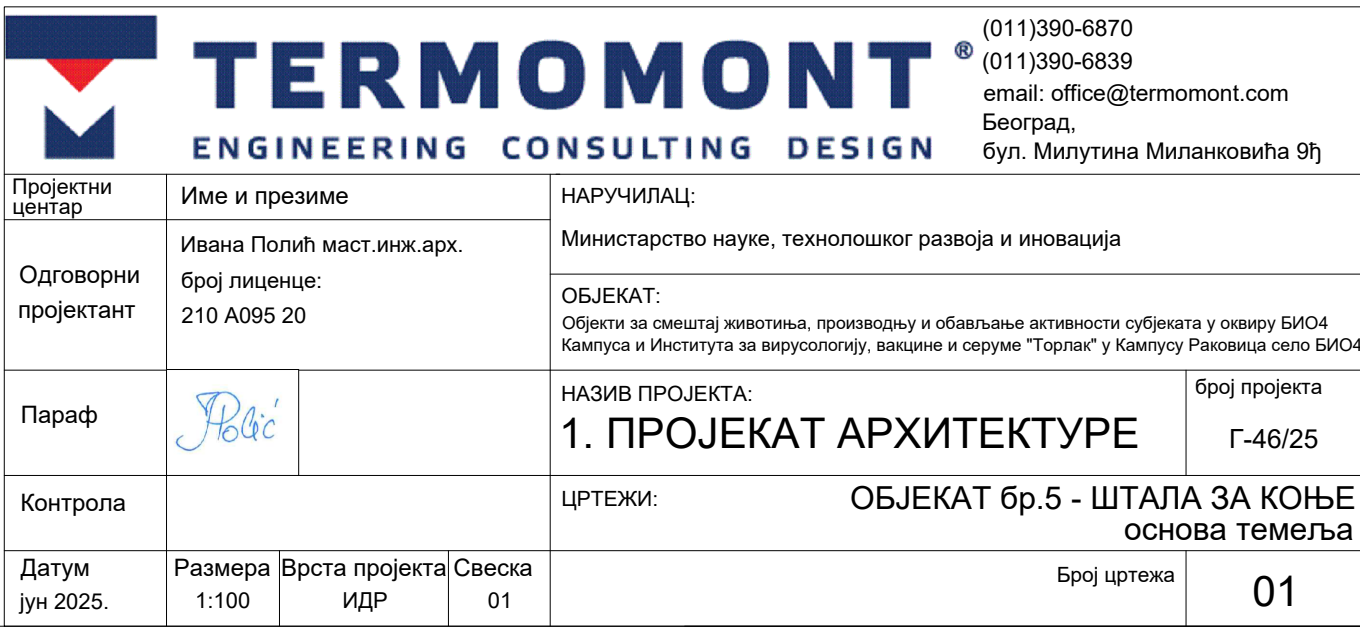 TERMOMONT ®
ENGINEERING CONSULTING DESIGN
(011)390-6870
(011)390-6839
email: office@termomont.com
Београд,
бул. Милутина Миланковића 9ђ
Пројектни
центар
Име и презиме
Одговорни
пројектант
Ивана Полић маст.инж.арх.
број лиценце:
210 А095 20
НАРУЧИЛАЦ:
Министарство науке, технолошког развоја и иновација
ОБЈЕКАТ:
Објекти за смештај животиња, производњу и обављање активности субјеката у оквиру БИО4
Кампуса и Института за вирусологију, вакцине и серуме "Торлак" у Кампусу Раковица село БИО4
Параф
Polić
НАЗИВ ПРОЈЕКТА:
1. ПРОЈЕКАТ АРХИТЕКТУРЕ
број пројекта
Г-46/25
Контрола
ЦРТЕЖИ:
ОБЈЕКАТ бр.5 - ШТАЛА ЗА КОЊЕ
основа темеља
Датум
јун 2025.
Размера
1:100
Врста пројекта
ИДР
Свеска
01
Број цртежа
01